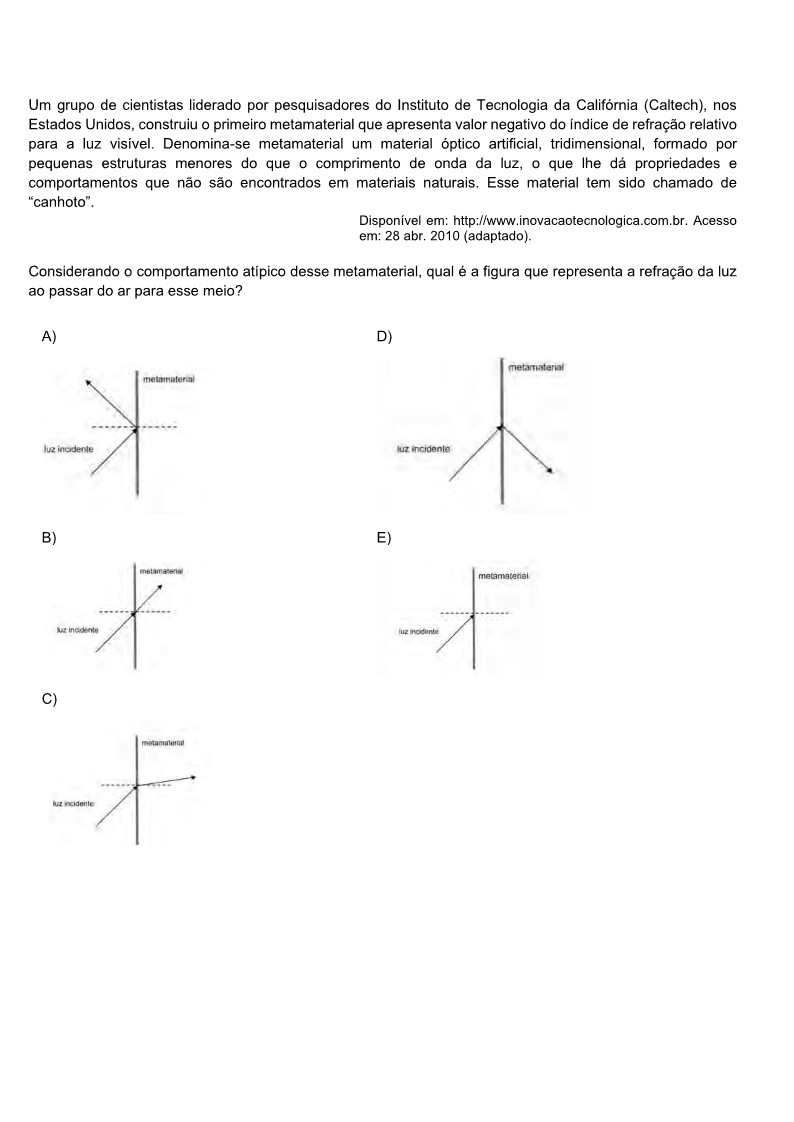 Um grupo de cientistas liderado por pesquisadores do Instituto de Tecnologia da Califórnia (Caltech), nos
Estados Unidos, construiu o primeiro metamaterial que apresenta valor negativo do índice de refração relativo
para a luz visível. Denomina-se metamaterial um material óptico artificial, tridimensional, formado por
pequenas estruturas menores do que o comprimento de onda da luz, o que lhe dá propriedades e
comportamentos que não são encontrados em materiais naturais. Esse material tem sido chamado de
“canhoto”.
Disponível em: http://www.inovacaotecnologica.com.br. Acesso
em: 28 abr. 2010 (adaptado).
Considerando o comportamento atípico desse metamaterial, qual é a figura que representa a refração da luz
ao passar do ar para esse meio?
A)
metamaterial
luz incidente
B)
metamaterial
luz incidente
C)
metamaterial
luz incidente
D)
metamaterial
luz incidente
E)
metamaterial
luz incidente